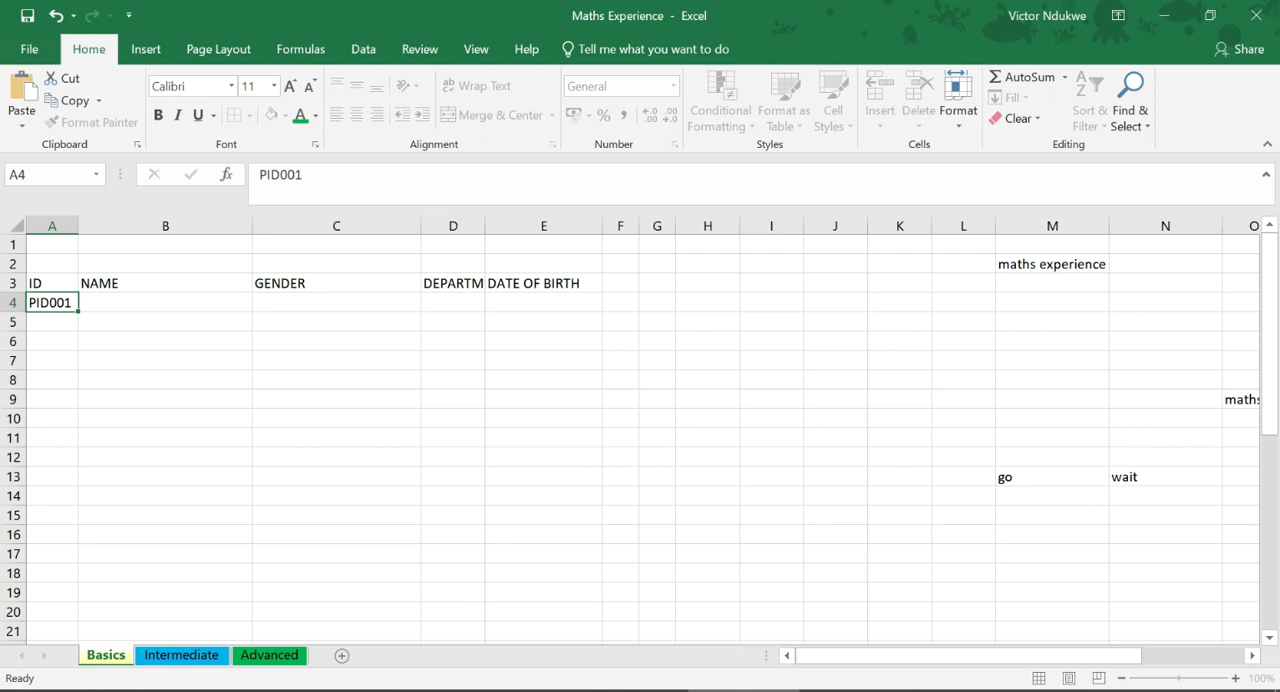 Maths Experience - Excel
Victor Ndukwe
File Home Insert Page Layout Formulas Data Review View Help Tell me what you want to do Share
Paste
Cut
Copy
Format Painter
Clipboard
Calibri 11
B I U A
Font
Wrap Text
Merge & Center
Alignment
General
% ,
Number
Conditional Formatting
Format as Table
Cell Styles
Styles
Insert Delete Format
Cells
AutoSum
Fill
Clear
Sort & Filter
Find & Select
Editing
A4 fx PID001
A B C D E F G H I J K L M N O
1
2 maths experience
3 ID NAME GENDER DEPARTM DATE OF BIRTH
4 PID001
5
6
7
8
9 maths
10
11
12
13 go wait
14
15
16
17
18
19
20
21
Basics Intermediate Advanced
Ready 100%